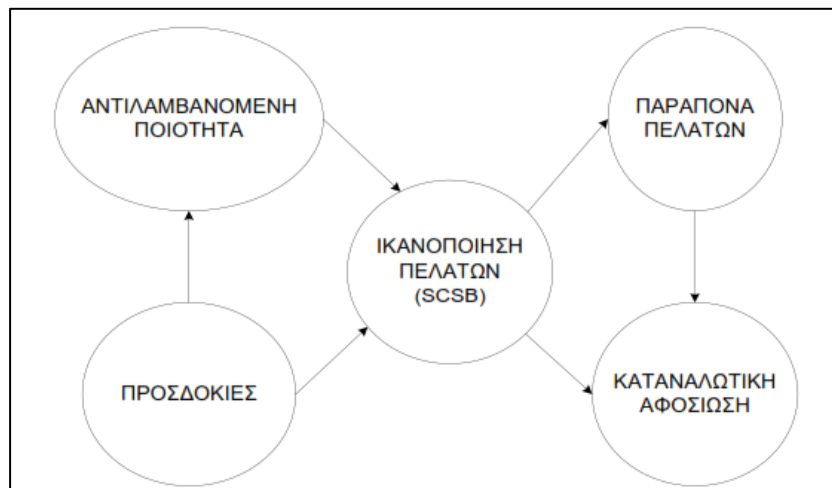 ΑΝΤΙΛΑΜΒΑΝΟΜΕΝΗ
ΠΟΙΟΤΗΤΑ
ΠΑΡΑΠΟΝΑ
ΠΕΛΑΤΩΝ
ΙΚΑΝΟΠΟΙΗΣΗ
ΠΕΛΑΤΩΝ
(SCSB)
ΠΡΟΣΔΟΚΙΕΣ
ΚΑΤΑΝΑΛΩΤΙΚΗ
ΑΦΟΣΙΩΣΗ